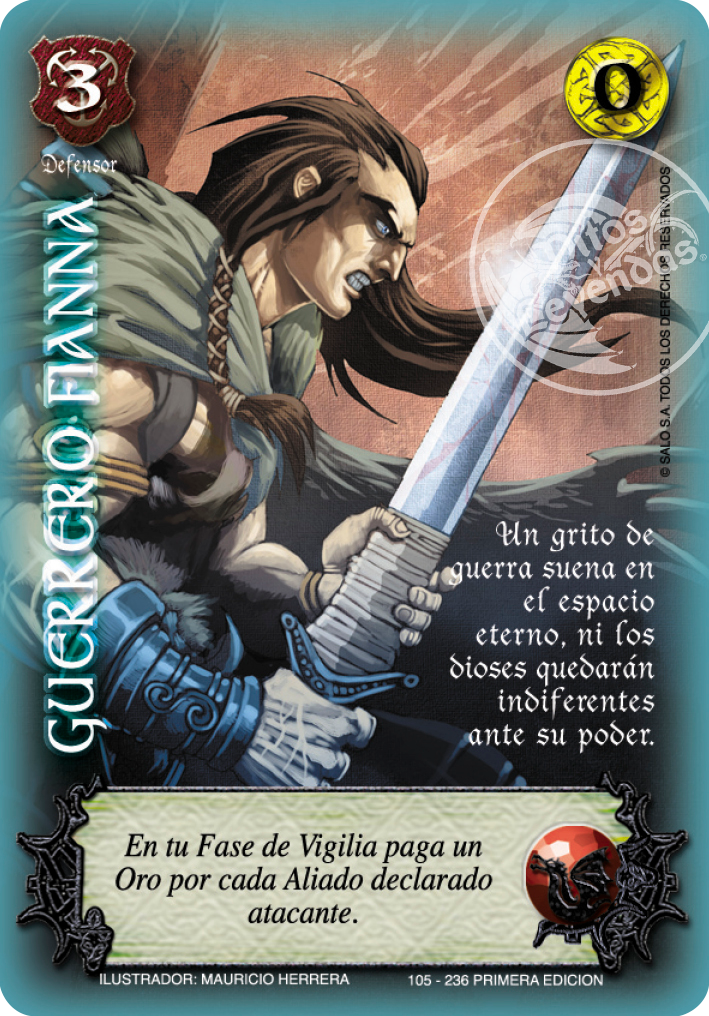 3
0
Defensor
GUERRERO FIANNA
Mitos
Leyendas
®
© SALO S.A. TODOS LOS DERECHOS RESERVADOS
Un grito de
guerra suena en
el espacio
eterno, ni los
dioses quedarán
indiferentes
ante su poder.
En tu Fase de Vigilia paga un
Oro por cada Aliado declarado
atacante.
ILUSTRADOR: MAURICIO HERRERA 105 - 236 PRIMERA EDICION